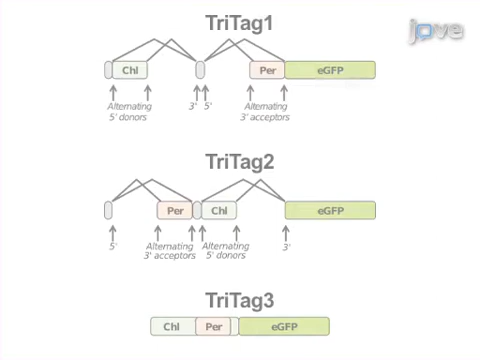 TriTag1
jove
Chl
Per
eGFP
Alternating
5' donors
3'
5'
Alternating
3' acceptors
TriTag2
Per
Chl
eGFP
5'
Alternating
3' acceptors
Alternating
5' donors
3'
TriTag3
Chl
Per
eGFP